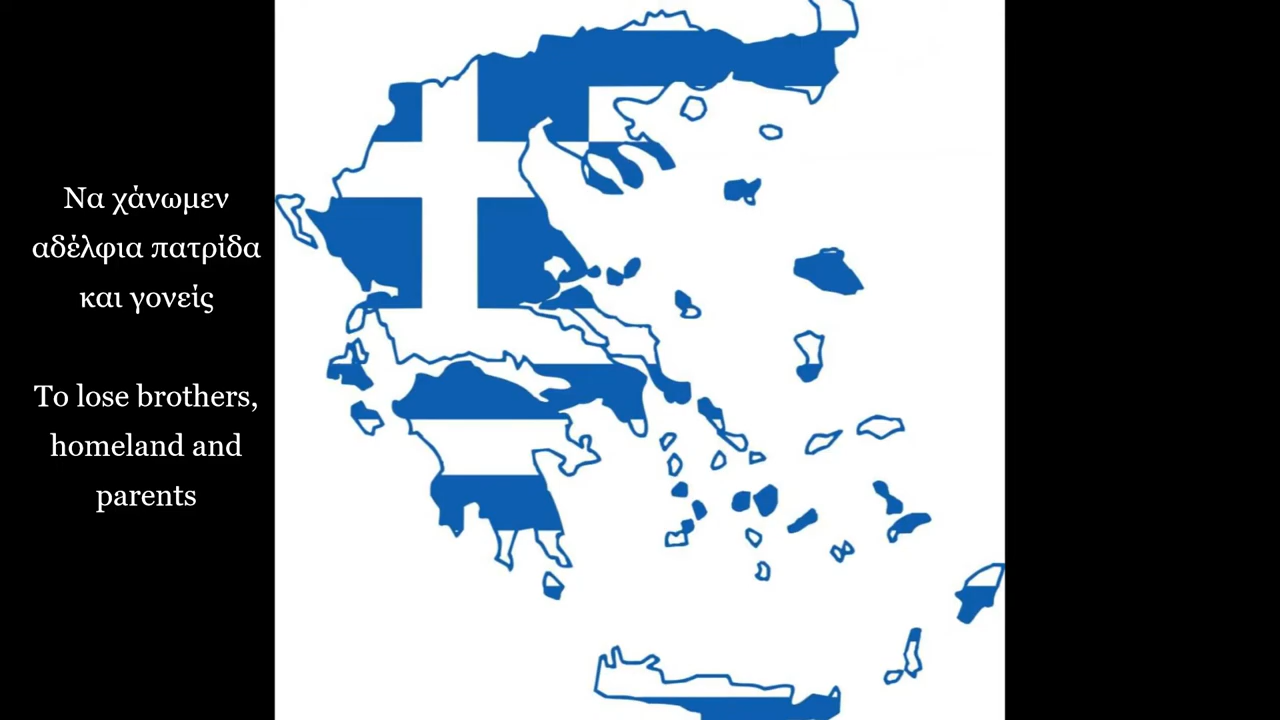 Να χάνωμεν
αδέλφια πατρίδα
και γονείς
To lose brothers,
homeland and
parents